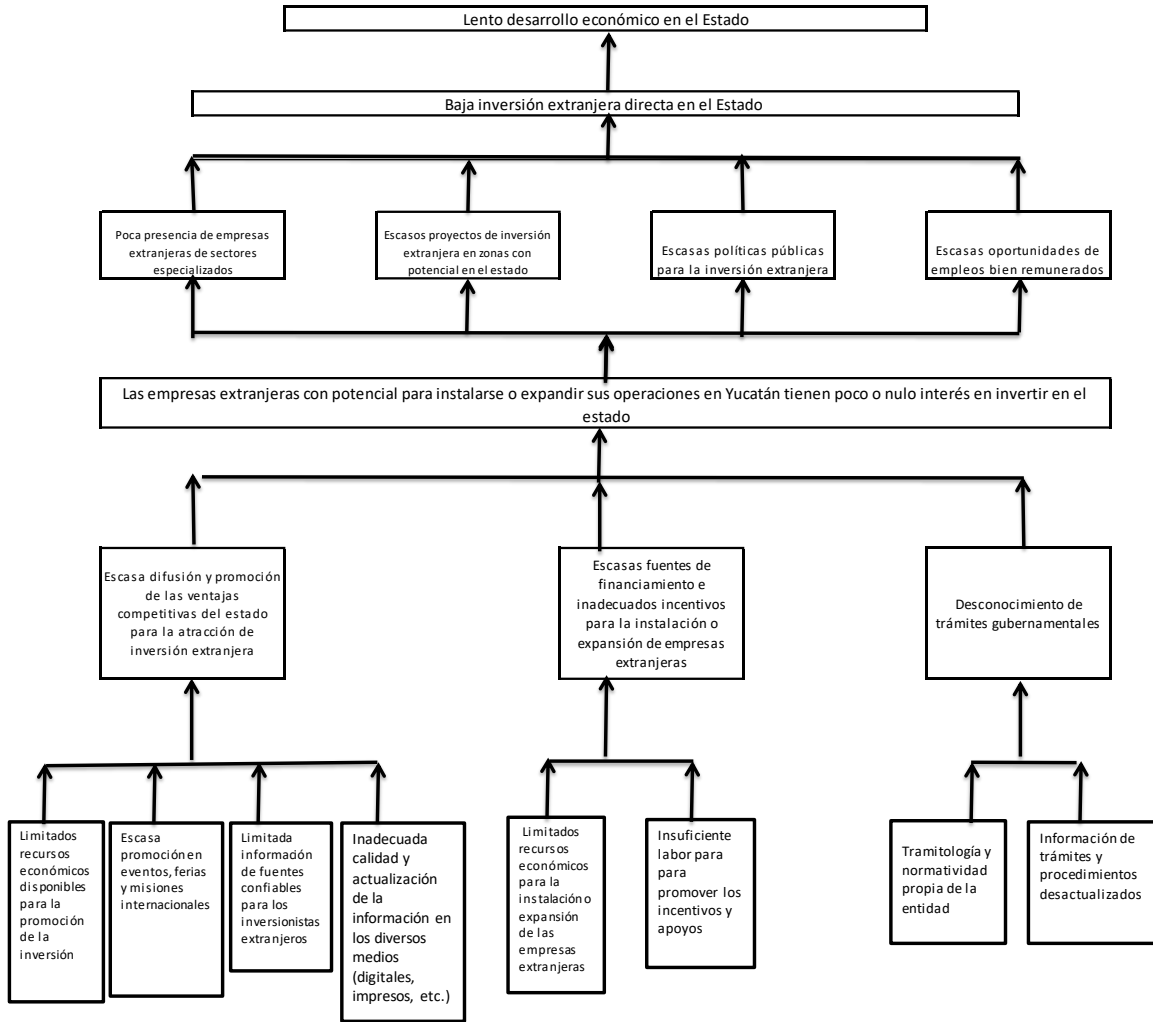 Lento desarrollo económico en el Estado
Baja inversión extranjera directa en el Estado
Poca presencia de empresas
extranjeras de sectores
especializados
Escasos proyectos de inversión
extranjera en zonas con
potencial en el estado
Escasas políticas públicas
para la inversión extranjera
Escasas oportunidades de
empleos bien remunerados
Las empresas extranjeras con potencial para instalarse o expandir sus operaciones en Yucatán tienen poco o nulo interés en invertir en el
estado
Escasa difusión y promoción
de las ventajas
competitivas del estado
para la atracción de
inversión extranjera
Escasas fuentes de
financiamiento e
inadecuados incentivos
para la instalación o
expansión de empresas
extranjeras
Desconocimiento de
trámites gubernamentales
Limitados
recursos
económicos
disponibles
para la
promoción
de la
inversión
Escasa
promoción en
eventos, ferias
y misiones
internacionales
Limitada
información
de fuentes
confiables
para los
inversionistas
extranjeros
Inadecuada
calidad y
actualización
de la
información en
los diversos
medios
(digitales,
impresos, etc.)
Limitados
recursos
económicos
para la
instalación o
expansión
de las
empresas
extranjeras
Insuficiente
labor para
promover los
incentivos y
apoyos
Tramitología y
normatividad
propia de la
entidad
Información de
trámites y
procedimientos
desactualizados